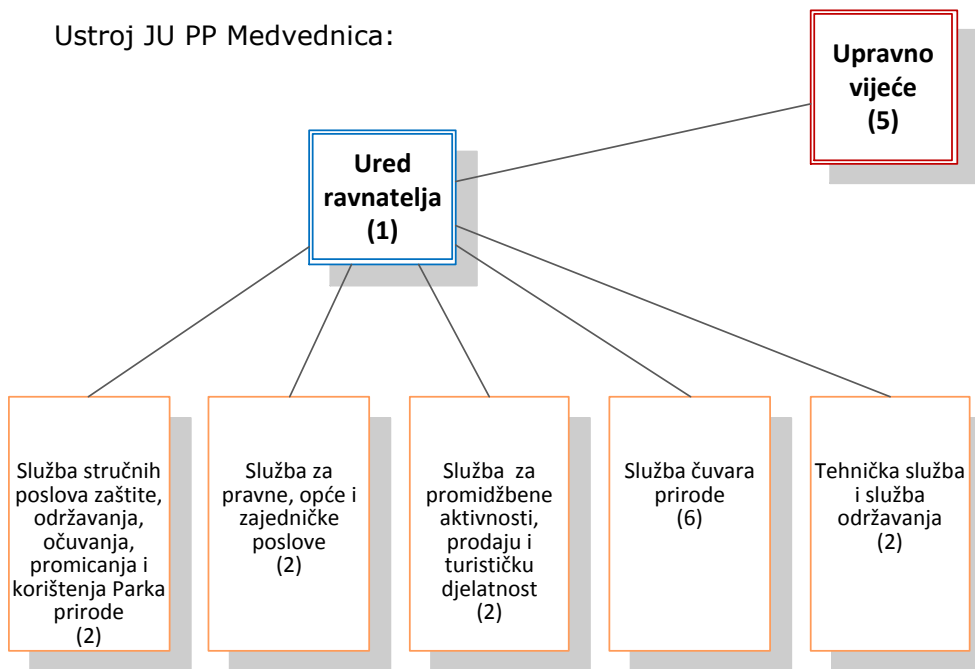 Ustroj JU PP Medvednica:
Upravno
vijeće
(5)
Ured
ravnatelja
(1)
Služba stručnih
poslova zaštite,
održavanja,
očuvanja,
promicanja i
korištenja Parka
prirode
(2)
Služba za
pravne, opće i
zajedničke
poslove
(2)
Služba za
promidžbene
aktivnosti,
prodaju i
turističku
djelatnost
(2)
Služba čuvara
prirode
(6)
Tehnička služba
i služba
održavanja
(2)